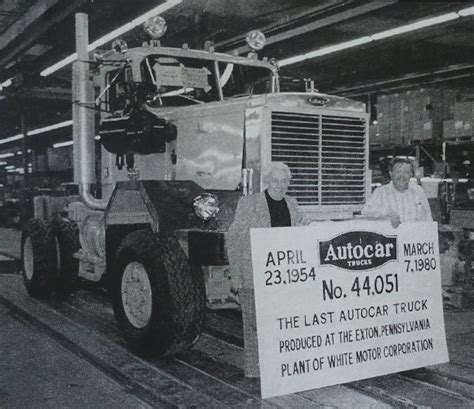 APRIL
23.1954
Autocar
TRUCKS
MARCH
7.1980
No. 44,051
THE LAST AUTOCAR TRUCK
PRODUCED AT THE EXTON, PENNSYLVANIA
PLANT OF WHITE MOTOR CORPORATION